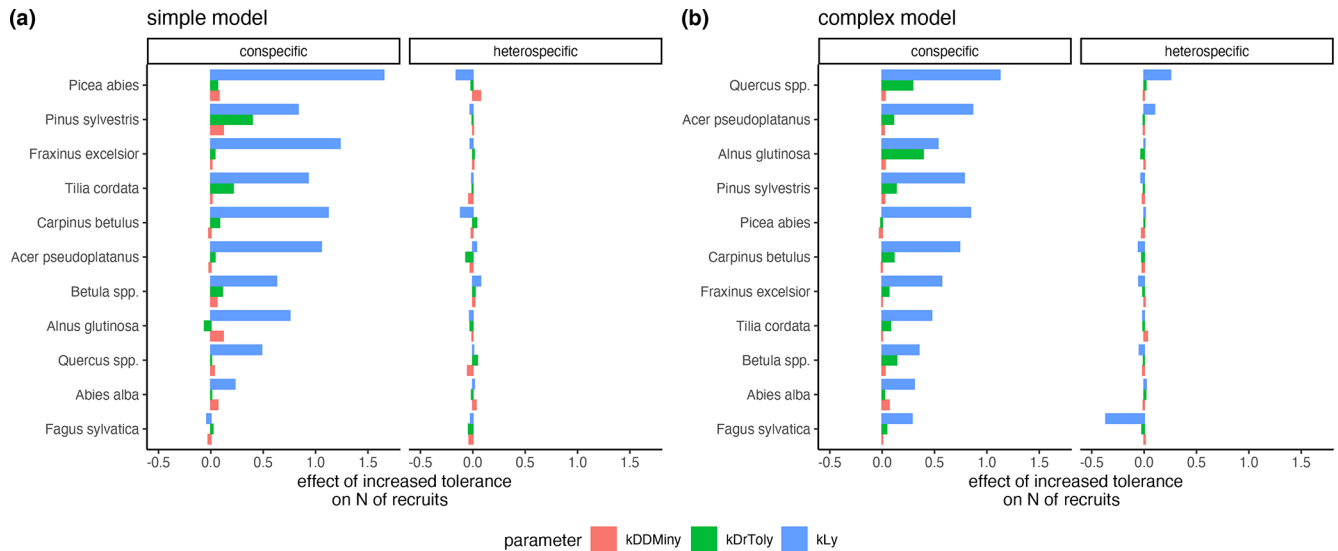 (a)
simple model
conspecific
heterospecific
Picea abies
Pinus sylvestris
Fraxinus excelsior
Tilia cordata
Carpinus betulus
Acer pseudoplatanus
Betula spp.
Alnus glutinosa
Quercus spp.
Abies alba
Fagus sylvatica
-0.5 0.0 0.5 1.0 1.5
-0.5 0.0 0.5 1.0 1.5
effect of increased tolerance
on N of recruits
(b)
complex model
conspecific
heterospecific
Quercus spp.
Acer pseudoplatanus
Alnus glutinosa
Pinus sylvestris
Picea abies
Carpinus betulus
Fraxinus excelsior
Tilia cordata
Betula spp.
Abies alba
Fagus sylvatica
-0.5 0.0 0.5 1.0 1.5
-0.5 0.0 0.5 1.0 1.5
effect of increased tolerance
on N of recruits
parameter kDDMiny kDrToly kLy